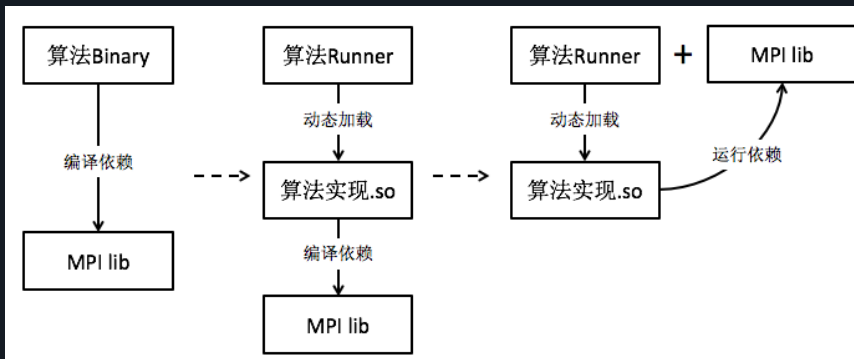 算法Binary
编译依赖
MPI lib
算法Runner
动态加载
算法实现.so
编译依赖
MPI lib
算法Runner
+
MPI lib
动态加载
运行依赖
算法实现.so